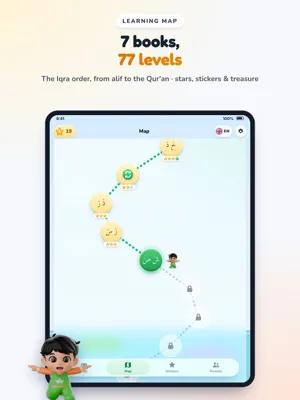 LEARNING MAP
7 books,
77 levels
The Iqra order, from alif to the Qur'an · stars, stickers & treasure
9:41
100%
19
Map
EN
Map
Stickers
Parents